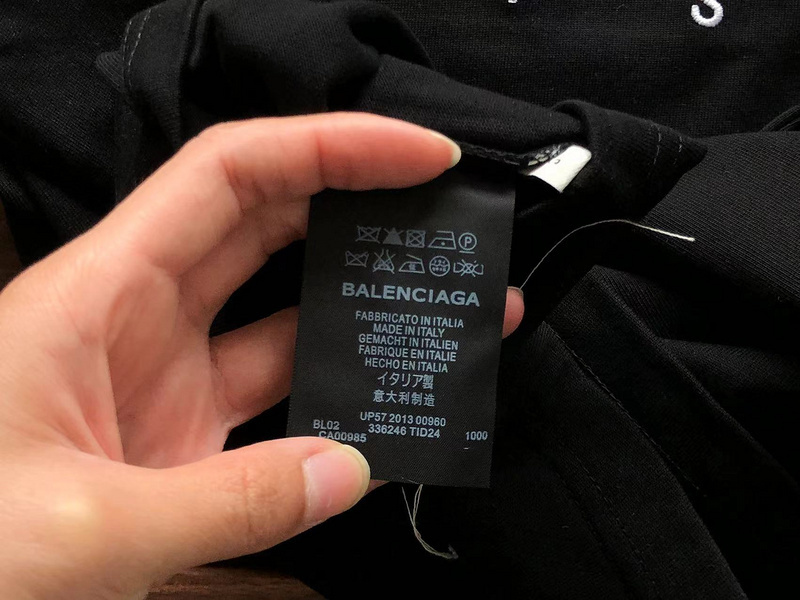 S
BALENCIAGA
FABBRICATO IN ITALIA
MADE IN ITALY
GEMACHT IN ITALIEN
FABRIQUE EN ITALIE
HECHO EN ITALIA
イタリア製
意大利制造
UP57 2013 00960
BL02 336246 TID24 1000
CA00985